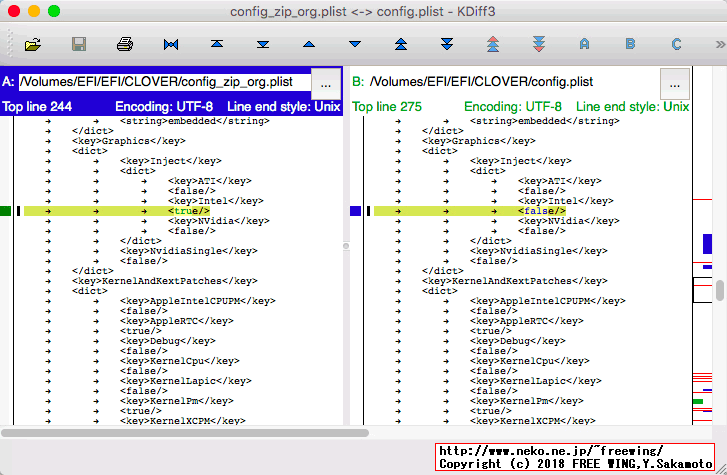 config_zip_org.plist <-> config.plist - KDiff3
A B C »
A: /Volumes/EFI/EFI/CLOVER/config_zip_org.plist ...
Top line 244 Encoding: UTF-8 Line end style: Unix
<string>embedded</string>
</dict>
<key>Graphics</key>
<dict>
<key>Inject</key>
<dict>
<key>ATI</key>
<false/>
<key>Intel</key>
<true/>
<key>NVidia</key>
<false/>
</dict>
<key>NvidiaSingle</key>
<false/>
</dict>
<key>KernelAndKextPatches</key>
<dict>
<key>AppleIntelCPUPM</key>
<false/>
<key>AppleRTC</key>
<true/>
<key>Debug</key>
<false/>
<key>KernelCpu</key>
<false/>
<key>KernelLapic</key>
<false/>
<key>KernelPm</key>
<true/>
<key>KernelXCPM</key>
B: /Volumes/EFI/EFI/CLOVER/config.plist ...
Top line 275 Encoding: UTF-8 Line end style: Unix
<string>embedded</string>
</dict>
<key>Graphics</key>
<dict>
<key>Inject</key>
<dict>
<key>ATI</key>
<false/>
<key>Intel</key>
<false/>
<key>NVidia</key>
<false/>
</dict>
<key>NvidiaSingle</key>
<false/>
</dict>
<key>KernelAndKextPatches</key>
<dict>
<key>AppleIntelCPUPM</key>
<false/>
<key>AppleRTC</key>
<true/>
<key>Debug</key>
<false/>
<key>KernelCpu</key>
<false/>
<key>KernelLapic</key>
<false/>
<key>KernelPm</key>
<true/>
<key>KernelXCPM</key>
http://www.neko.ne.jp/~freewing/
Copyright (c) 2018 FREE WING,Y.Sakamoto